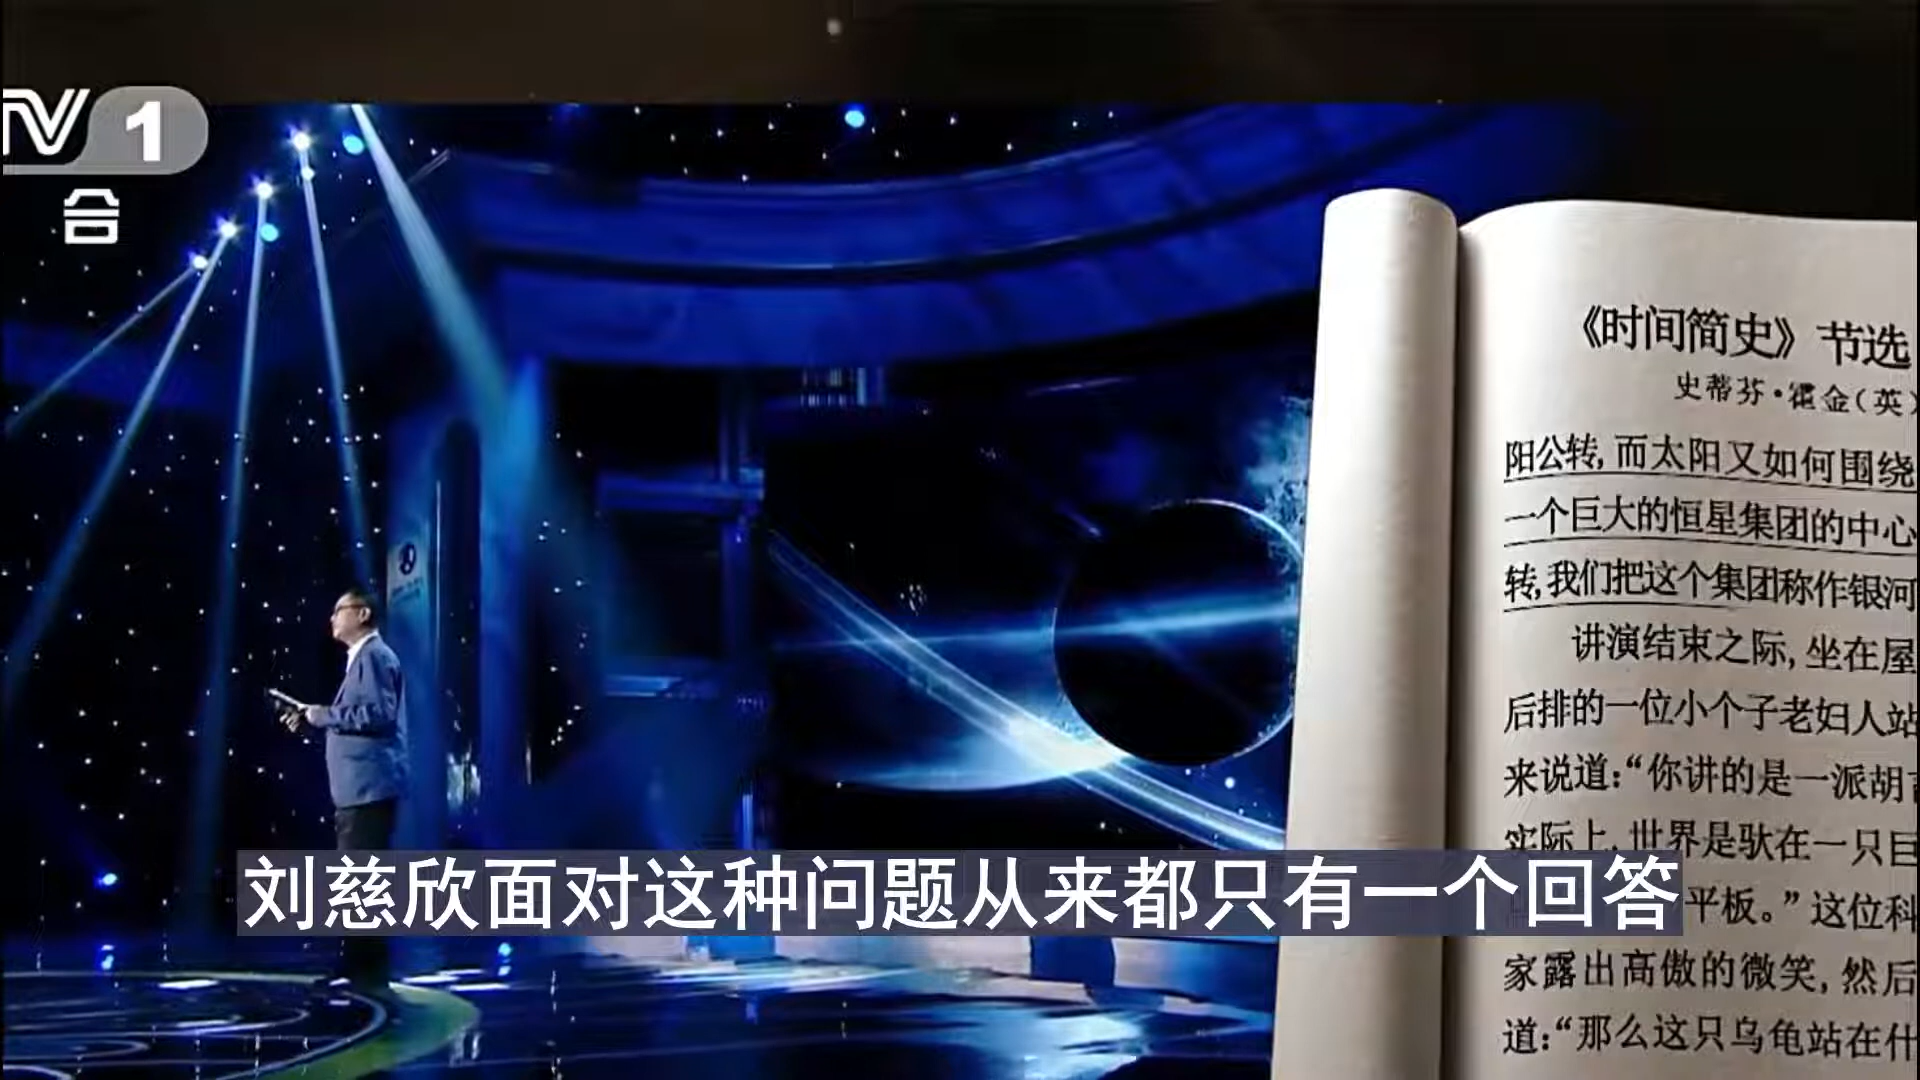 TV 1
《时间简史》节选
史蒂芬·霍金(英)
阳公转,而太阳又如何围绕
一个巨大的恒星集团的中心
转,我们把这个集团称作银河
讲演结束之际,坐在屋
后排的一位小个子老妇人站
来说道:“你讲的是一派胡
实际上,世界是驮在一只巨
平板。”这位科
家露出高傲的微笑,然后
道:“那么这只乌龟站在什
刘慈欣面对这种问题从来都只有一个回答